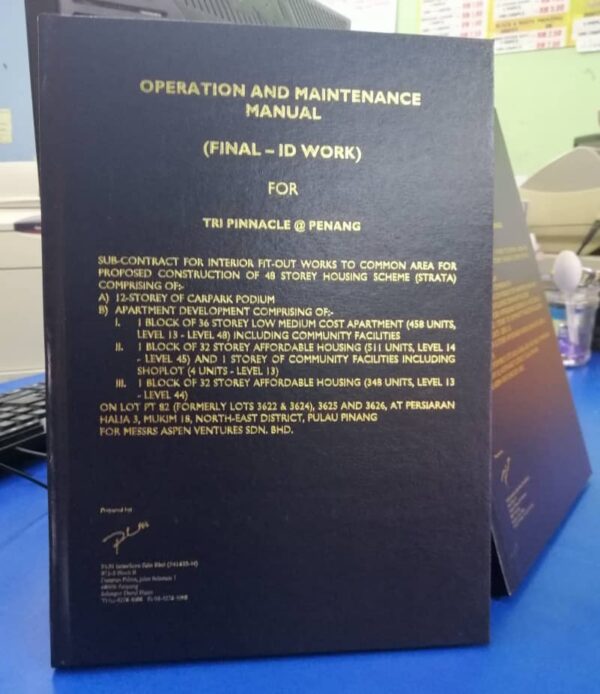 OPERATION AND MAINTENANCE
MANUAL
(FINAL – ID WORK)
FOR
TRI PINNACLE @ PENANG
SUB-CONTRACT FOR INTERIOR FIT-OUT WORKS TO COMMON AREA FOR
PROPOSED CONSTRUCTION OF 48 STOREY HOUSING SCHEME (STRATA)
COMPRISING OF:-
A) 12-STOREY OF CARPARK PODIUM
B) APARTMENT DEVELOPMENT COMPRISING OF:-
I. 1 BLOCK OF 36 STOREY LOW MEDIUM COST APARTMENT (458 UNITS,
LEVEL 13 - LEVEL 48) INCLUDING COMMUNITY FACILITIES
II. 1 BLOCK OF 32 STOREY AFFORDABLE HOUSING (511 UNITS, LEVEL 14
- LEVEL 45) AND 1 STOREY OF COMMUNITY FACILITIES INCLUDING
SHOPLOT (4 UNITS - LEVEL 13)
III. 1 BLOCK OF 32 STOREY AFFORDABLE HOUSING (348 UNITS, LEVEL 13
- LEVEL 44)
ON LOT PT 82 (FORMERLY LOTS 3622 & 3624), 3625 AND 3626, AT PERSIARAN
HALIA 3, MUKIM 18, NORTH-EAST DISTRICT, PULAU PINANG
FOR MESSRS ASPEN VENTURES SDN. BHD.
Prepared by: